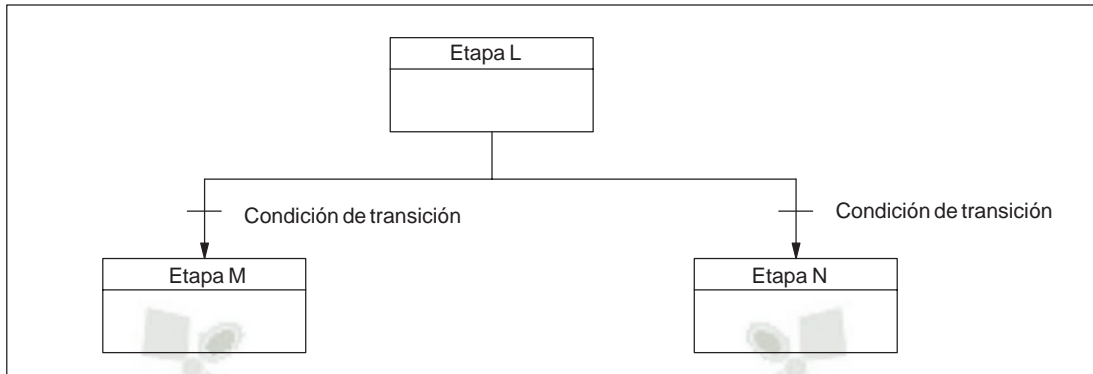 Etapa L
Condición de transición
Condición de transición
Etapa M
Etapa N